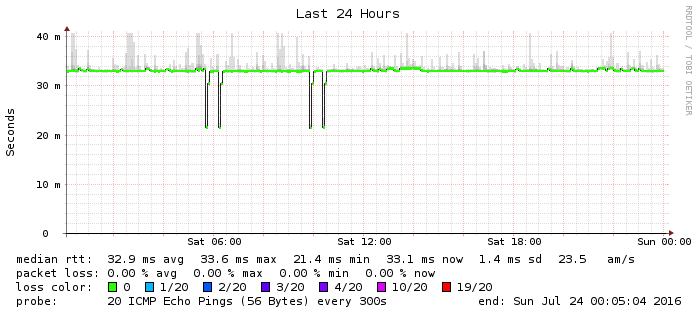 Last 24 Hours
RRDTOOL / TOBI OETIKER
Seconds
40 m
30 m
20 m
10 m
0
Sat 06:00 Sat 12:00 Sat 18:00 Sun 00:00
median rtt: 32.9 ms avg 33.6 ms max 21.4 ms min 33.1 ms now 1.4 ms sd 23.5 am/s
packet loss: 0.00 % avg 0.00 % max 0.00 % min 0.00 % now
loss color: 0 1/20 2/20 3/20 4/20 10/20 19/20
probe: 20 ICMP Echo Pings (56 Bytes) every 300s end: Sun Jul 24 00:05:04 2016